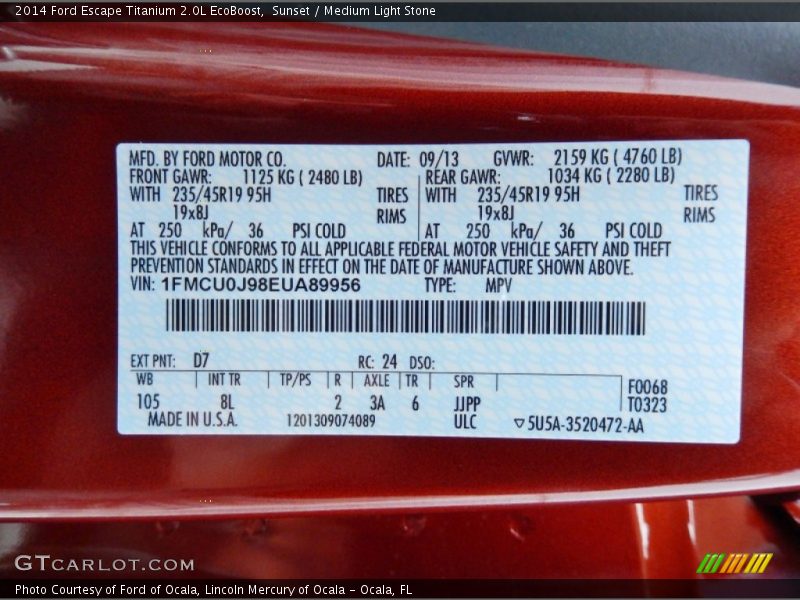 2014 Ford Escape Titanium 2.0L EcoBoost, Sunset / Medium Light Stone
MFD. BY FORD MOTOR CO. DATE: 09/13 GVWR: 2159 KG ( 4760 LB)
FRONT GAWR: 1125 KG ( 2480 LB) REAR GAWR: 1034 KG ( 2280 LB)
WITH 235/45R19 95H TIRES WITH 235/45R19 95H TIRES
19x8J RIMS 19x8J RIMS
AT 250 kPa/ 36 PSI COLD AT 250 kPa/ 36 PSI COLD
THIS VEHICLE CONFORMS TO ALL APPLICABLE FEDERAL MOTOR VEHICLE SAFETY AND THEFT
PREVENTION STANDARDS IN EFFECT ON THE DATE OF MANUFACTURE SHOWN ABOVE.
VIN: 1FMCU0J98EUA89956 TYPE: MPV
EXT PNT: D7 RC: 24 DSO:
WB INT TR TP/PS R AXLE TR SPR F0068
105 8L 2 3A 6 JJPP T0323
MADE IN U.S.A. 1201309074089 ULC ▽5U5A-3520472-AA
GTCARLOT.COM
Photo Courtesy of Ford of Ocala, Lincoln Mercury of Ocala - Ocala, FL